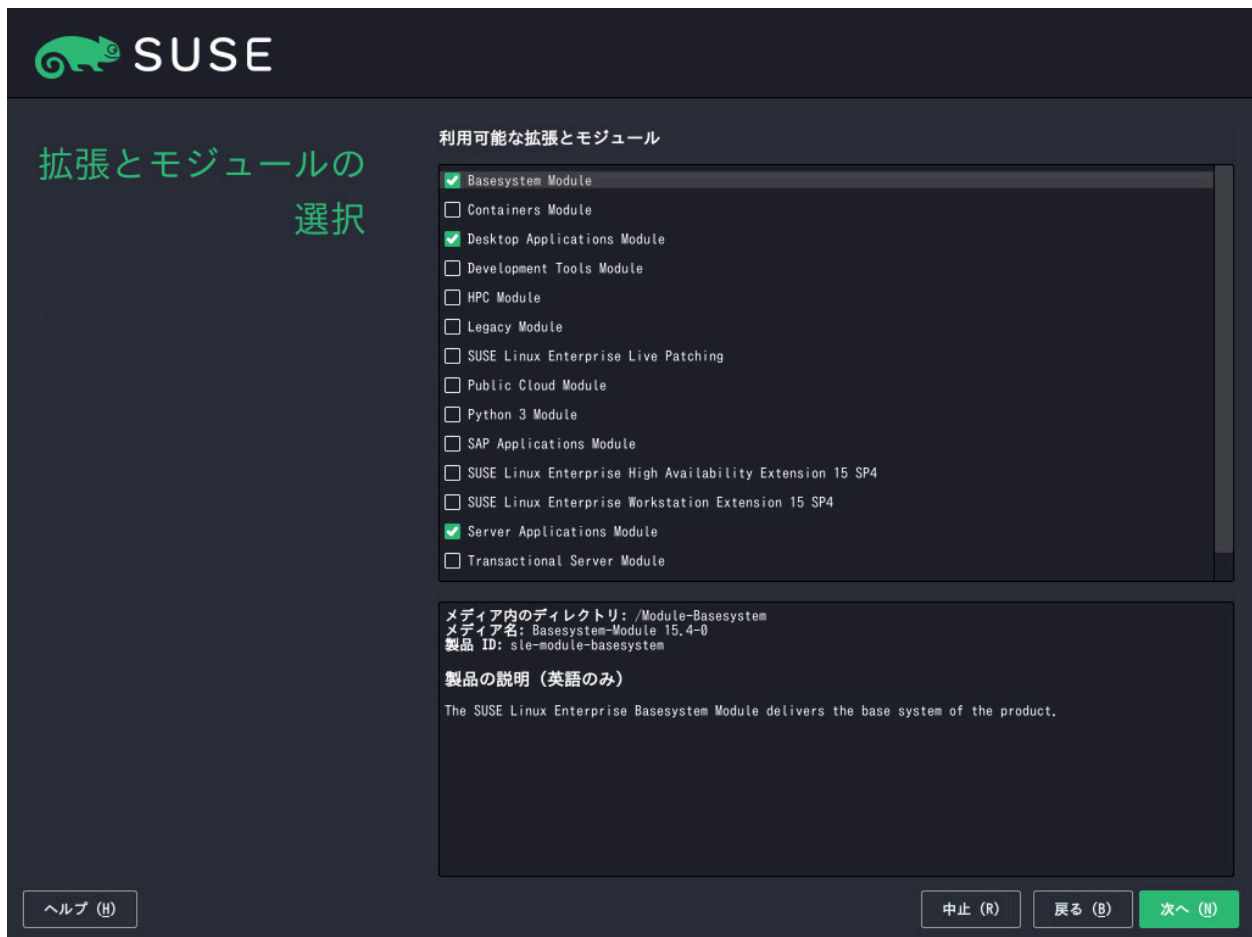 SUSE
拡張とモジュールの
選択
利用可能な拡張とモジュール
Basesystem Module
Containers Module
Desktop Applications Module
Development Tools Module
HPC Module
Legacy Module
SUSE Linux Enterprise Live Patching
Public Cloud Module
Python 3 Module
SAP Applications Module
SUSE Linux Enterprise High Availability Extension 15 SP4
SUSE Linux Enterprise Workstation Extension 15 SP4
Server Applications Module
Transactional Server Module
メディア内のディレクトリ: /Module-Basesystem
メディア名: Basesystem-Module 15.4-0
製品 ID: sle-module-basesystem
製品の説明（英語のみ）
The SUSE Linux Enterprise Basesystem Module delivers the base system of the product.
ヘルプ (H) 中止 (R) 戻る (B) 次へ (N)